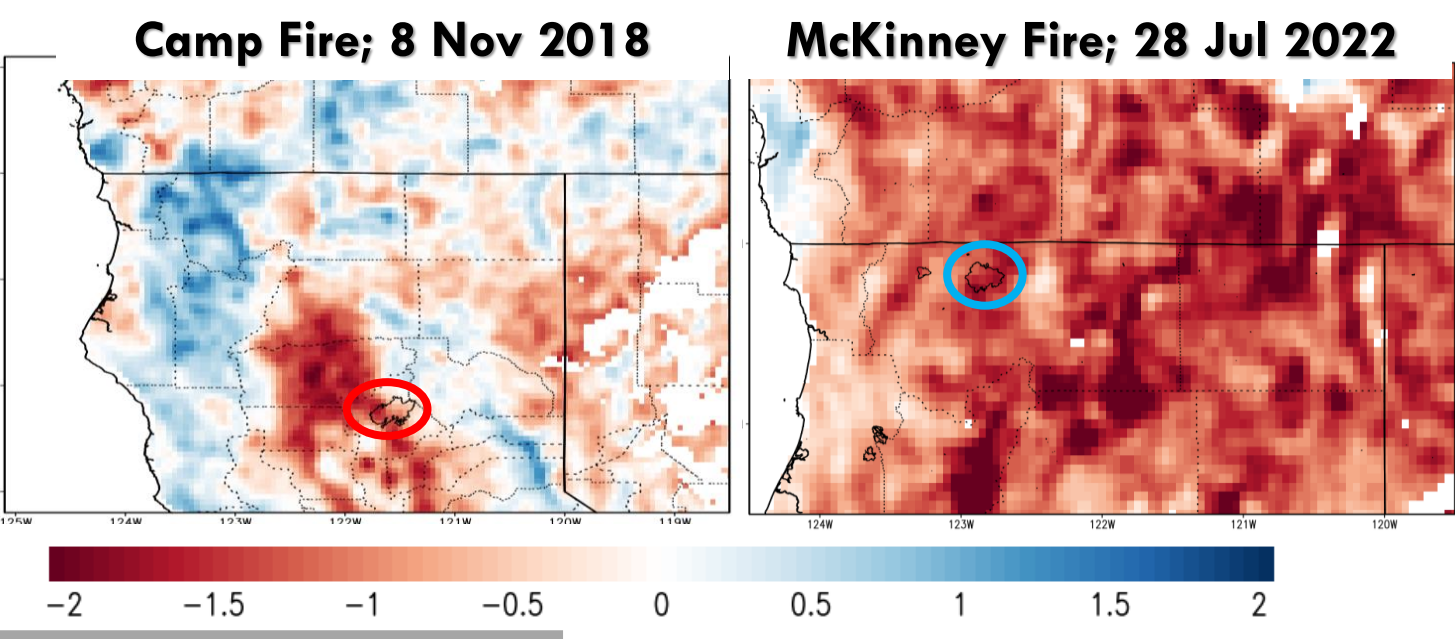 Camp Fire; 8 Nov 2018
McKinney Fire; 28 Jul 2022
125W 124W 123W 122W 121W 120W 119W
124W 123W 122W 121W 120W
−2 −1.5 −1 −0.5 0 0.5 1 1.5 2